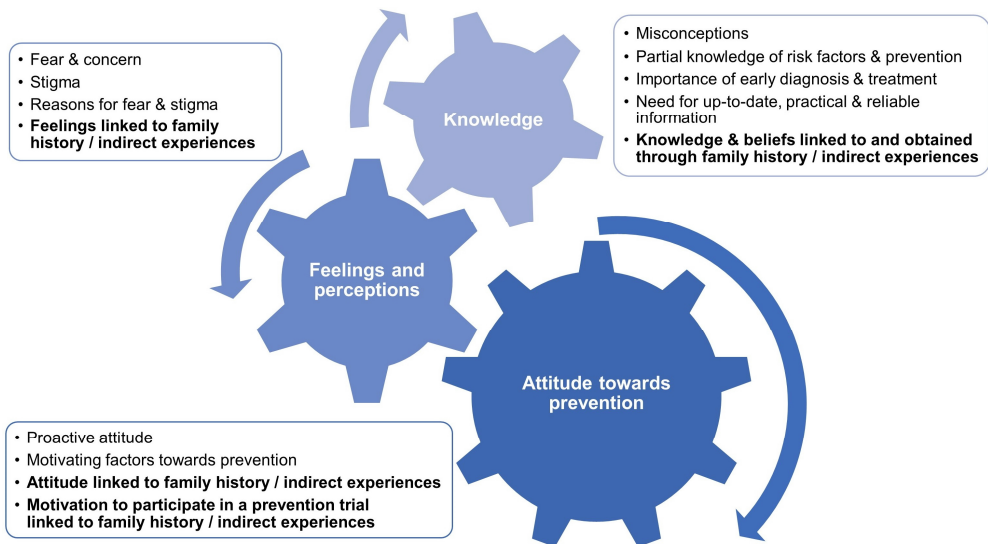 • Fear & concern
• Stigma
• Reasons for fear & stigma
• Feelings linked to family
history / indirect experiences
Knowledge
• Misconceptions
• Partial knowledge of risk factors & prevention
• Importance of early diagnosis & treatment
• Need for up-to-date, practical & reliable
information
• Knowledge & beliefs linked to and obtained
through family history / indirect experiences
Feelings and
perceptions
Attitude towards
prevention
• Proactive attitude
• Motivating factors towards prevention
• Attitude linked to family history / indirect experiences
• Motivation to participate in a prevention trial
linked to family history / indirect experiences